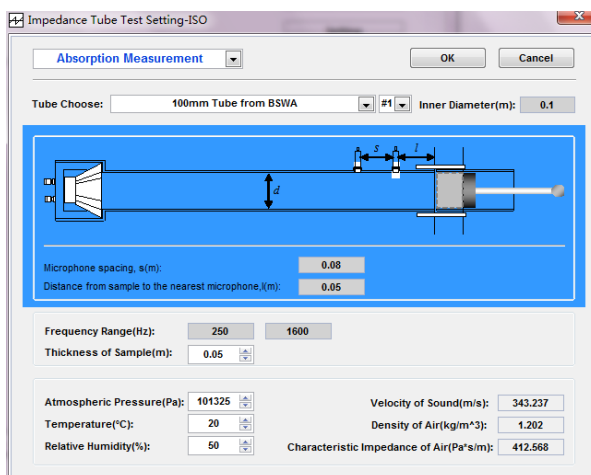 Impedance Tube Test Setting-ISO
Absorption Measurement OK Cancel
Tube Choose: 100mm Tube from BSWA #1 Inner Diameter(m): 0.1
s l
d
Microphone spacing, s(m): 0.08
Distance from sample to the nearest microphone,l(m): 0.05
Frequency Range(Hz): 250 1600
Thickness of Sample(m): 0.05
Atmospheric Pressure(Pa): 101325 Velocity of Sound(m/s): 343.237
Temperature(°C): 20 Density of Air(kg/m^3): 1.202
Relative Humidity(%): 50 Characteristic Impedance of Air(Pa*s/m): 412.568